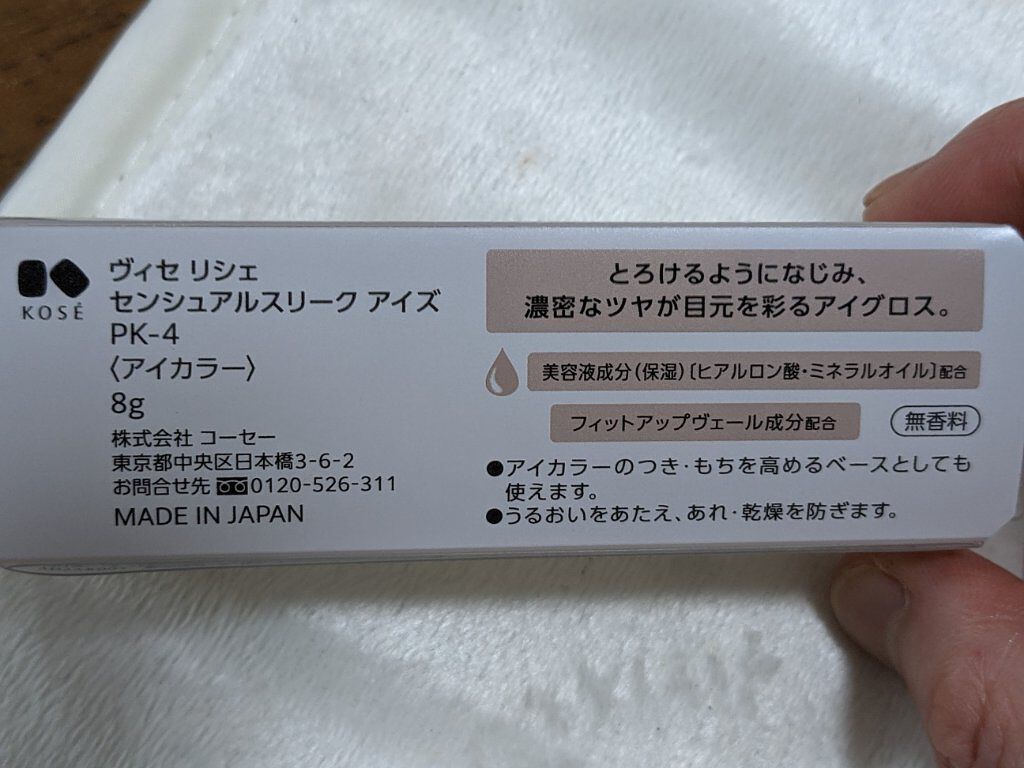 KOSÉ
ヴィセ リシェ
センシュアルスリーク アイズ
PK-4
〈アイカラー〉
8g
株式会社 コーセー
東京都中央区日本橋3-6-2
お問合せ先 0120-526-311
MADE IN JAPAN
とろけるようになじみ、
濃密なツヤが目元を彩るアイグロス。
美容液成分(保湿)〔ヒアルロン酸・ミネラルオイル〕配合
フィットアップヴェール成分配合
無香料
●アイカラーのつき・もちを高めるベースとしても
使えます。
●うるおいをあたえ、あれ・乾燥を防ぎます。